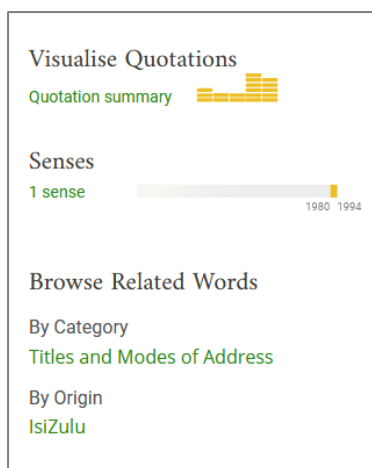 Visualise Quotations
Quotation summary
Senses
1 sense
1980 1994
Browse Related Words
By Category
Titles and Modes of Address
By Origin
IsiZulu